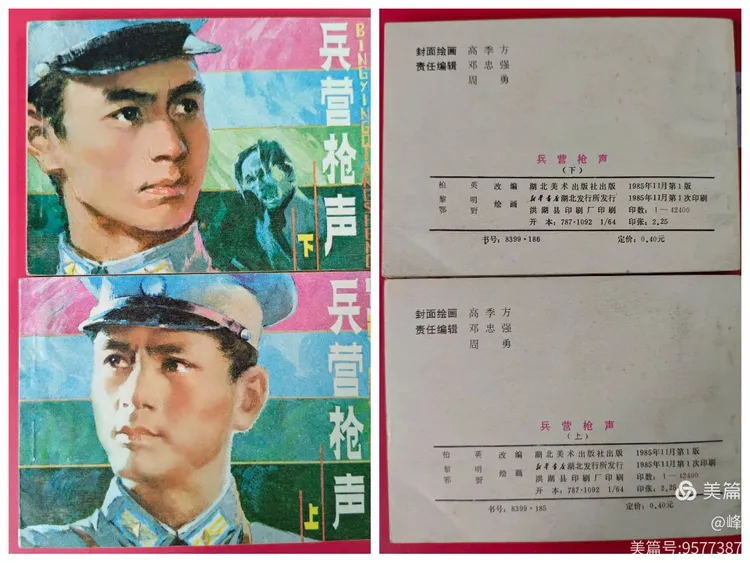 兵营枪声
BINGYINGQIANGSHENG
下
兵营枪声
上
封面绘画 高季方
责任编辑 邓忠强
周勇
兵营枪声
(下)
柏英 改编 湖北美术出版社出版 1985年11月第1版
黎明 绘画 新华书店湖北发行所发行 1985年11月第1次印刷
鄂野 洪湖县印刷厂印刷 印数:1—42400
开本:787·1092 1/64 印张:2.25
书号:8399·186 定价:0.40元
封面绘画 高季方
责任编辑 邓忠强
周勇
兵营枪声
(上)
柏英 改编 湖北美术出版社出版 1985年11月第1版
黎明 绘画 新华书店湖北发行所发行 1985年11月第1次印刷
鄂野 洪湖县印刷厂印刷 印数:1—42400
开本:787·1092 1/64 印张:2.25
书号:8399·185 定价:0.40元
美篇
@峰
美篇号:9577387